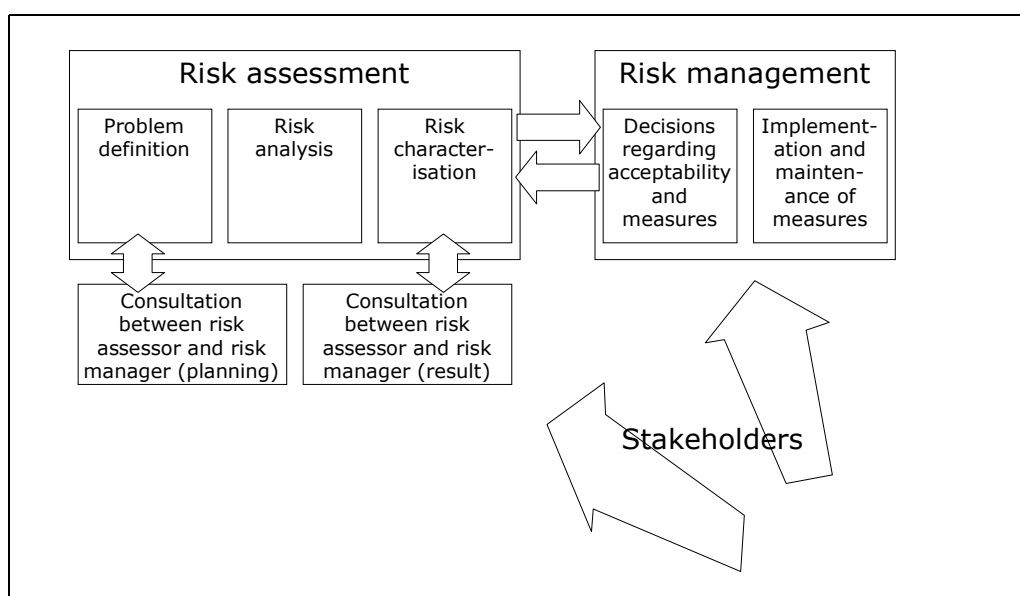 Risk assessment
Problem
definition
Risk
analysis
Risk
character-
isation
Risk management
Decisions
regarding
acceptability
and
measures
Implement-
ation and
mainten-
ance of
measures
Consultation
between risk
assessor and risk
manager (planning)
Consultation
between risk
assessor and risk
manager (result)
Stakeholders